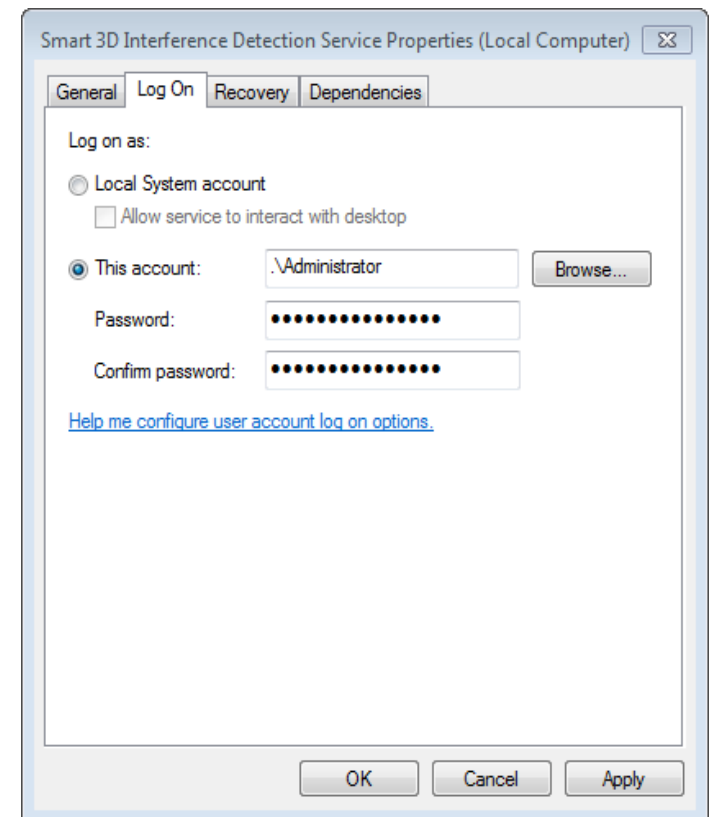 Smart 3D Interference Detection Service Properties (Local Computer)
General Log On Recovery Dependencies
Log on as:
Local System account
Allow service to interact with desktop
This account: .\Administrator Browse...
Password: •••••••••••••••
Confirm password: •••••••••••••••
Help me configure user account log on options.
OK Cancel Apply